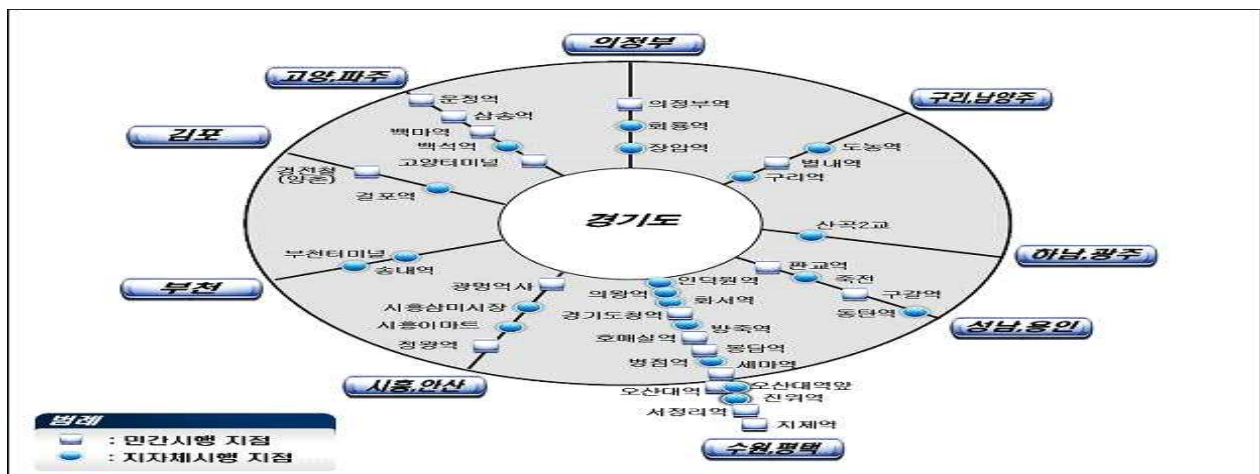 의정부
고양,파주
구리,남양주
김포
부천
시흥,안산
수원,평택
성남,용인
하남,광주
경기도
의정부역
회룡역
장암역
운정역
삼송역
백마역
백석역
고양터미널
경전철
(양촌)
걸포역
부천터미널
송내역
광명역사
시흥삼미시장
시흥이마트
정왕역
도농역
별내역
구리역
산곡2교
판교역
죽전
구갈역
동탄역
인덕원역
의왕역
화서역
경기도청역
방죽역
호매실역
봉담역
병점역
세마역
오산대역
오산대역앞
진위역
서정리역
지제역
범례
: 민간시행 지점
: 지자체시행 지점